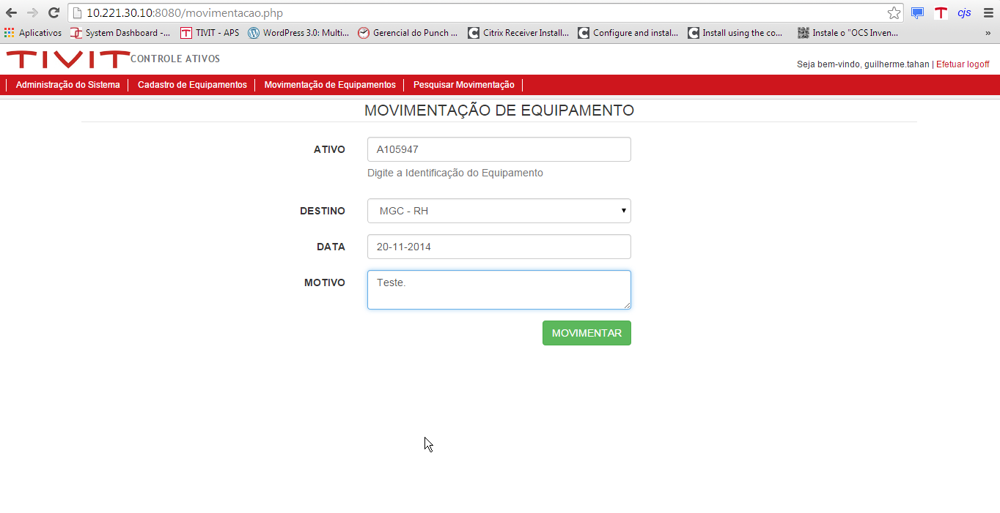 10.221.30.10:8080/movimentacao.php cjs
Aplicativos System Dashboard -... TIVIT - APS WordPress 3.0: Multi... Gerencial do Punch ... Citrix Receiver Install... Configure and instal... Install using the co... Instale o "OCS Inven... »
TIVIT CONTROLE ATIVOS
Seja bem-vindo, guilherme.tahan | Efetuar logoff
Administração do Sistema Cadastro de Equipamentos Movimentação de Equipamentos Pesquisar Movimentação
MOVIMENTAÇÃO DE EQUIPAMENTO
ATIVO A105947
Digite a Identificação do Equipamento
DESTINO MGC - RH
DATA 20-11-2014
MOTIVO Teste.
MOVIMENTAR